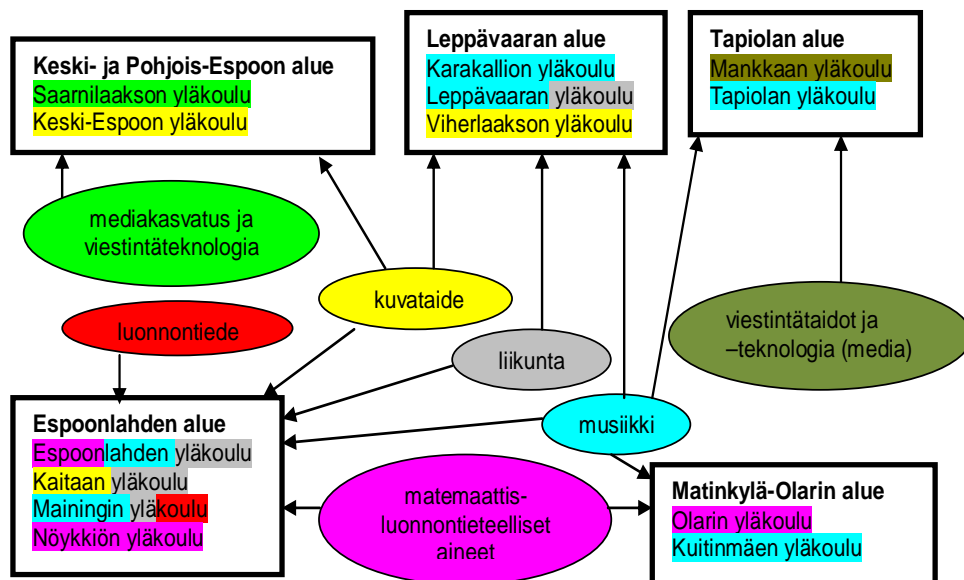 Keski- ja Pohjois-Espoon alue
Saarnilaakson yläkoulu
Keski-Espoon yläkoulu
Leppävaaran alue
Karakallion yläkoulu
Leppävaaran yläkoulu
Viherlaakson yläkoulu
Tapiolan alue
Mankkaan yläkoulu
Tapiolan yläkoulu
mediakasvatus ja
viestintäteknologia
kuvataide
luonnontiede
liikunta
viestintätaidot ja
–teknologia (media)
musiikki
Espoonlahden alue
Espoonlahden yläkoulu
Kaitaan yläkoulu
Mainingin yläkoulu
Nöykkiön yläkoulu
matemaattis-
luonnontieteelliset
aineet
Matinkylä-Olarin alue
Olarin yläkoulu
Kuitinmäen yläkoulu